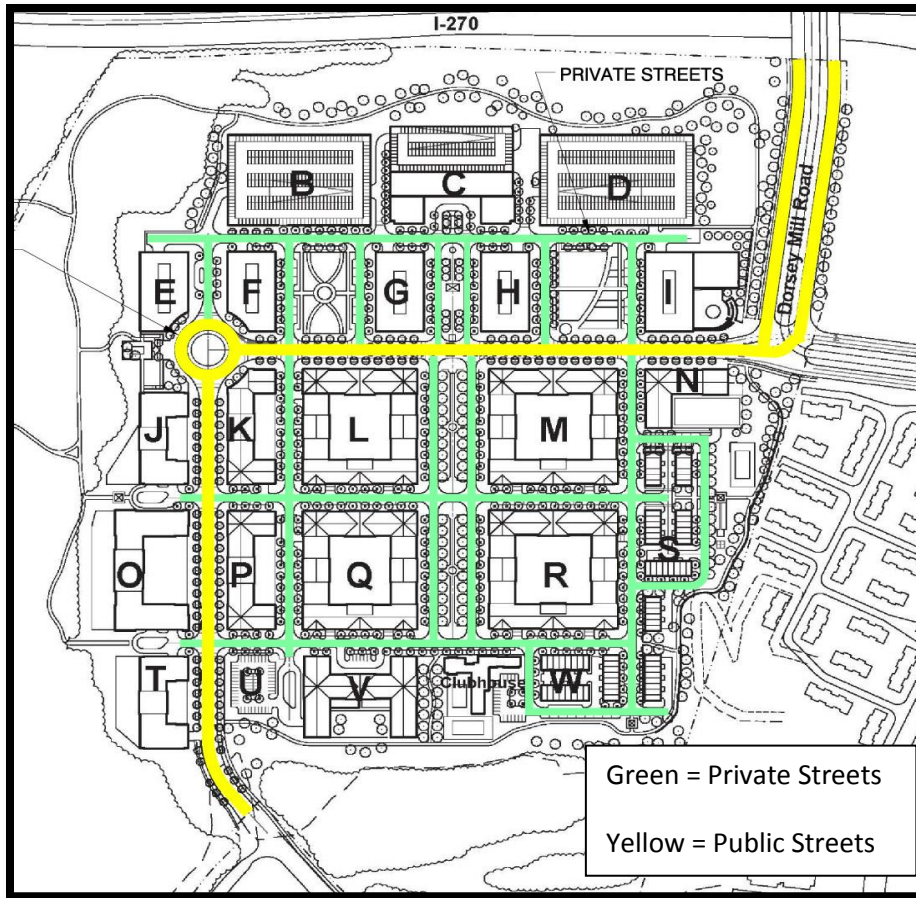 I-270
PRIVATE STREETS
B
C
D
Dorsey Mill Road
E
F
G
H
I
J
K
L
M
N
O
P
Q
R
S
T
U
V
Clubhouse
W
Green = Private Streets
Yellow = Public Streets